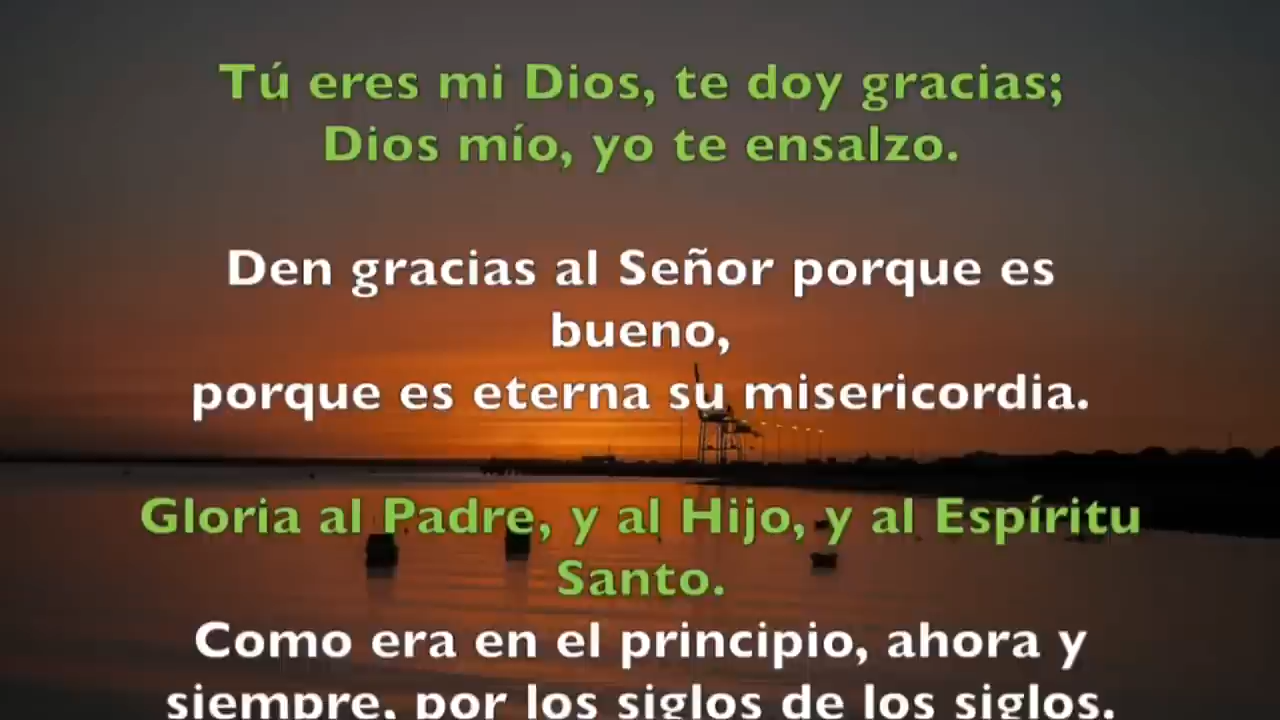 Tú eres mi Dios, te doy gracias;
Dios mío, yo te ensalzo.
Den gracias al Señor porque es
bueno,
porque es eterna su misericordia.
Gloria al Padre, y al Hijo, y al Espíritu
Santo.
Como era en el principio, ahora y
siempre, por los siglos de los siglos.